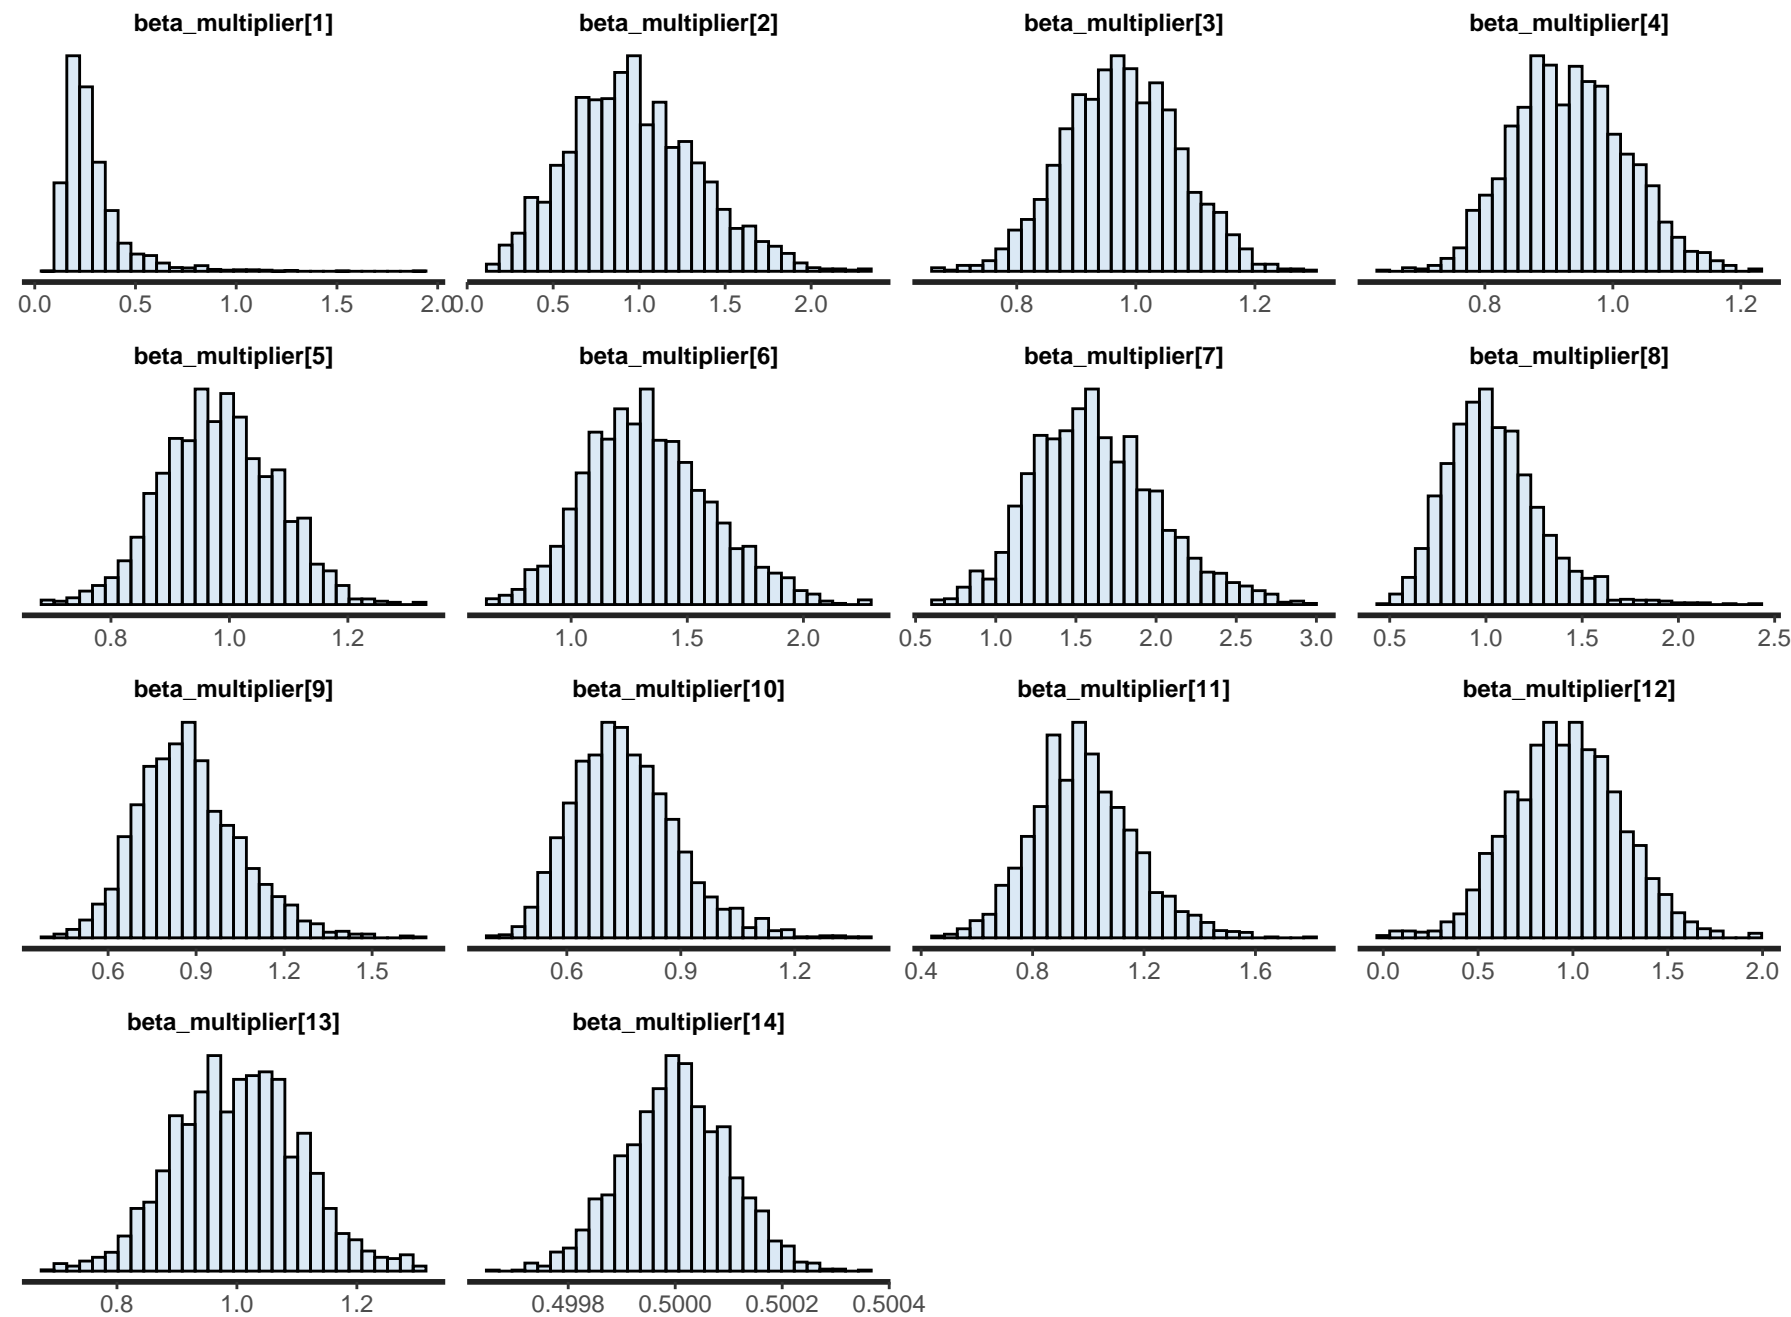 beta_multiplier[1] beta_multiplier[2] beta_multiplier[3] beta_multiplier[4]
0.0 0.5 1.0 1.5 2.0 0.0 0.5 1.0 1.5 2.0 0.8 1.0 1.2 0.8 1.0 1.2
beta_multiplier[5] beta_multiplier[6] beta_multiplier[7] beta_multiplier[8]
0.8 1.0 1.2 1.0 1.5 2.0 0.5 1.0 1.5 2.0 2.5 3.0 0.5 1.0 1.5 2.0 2.5
beta_multiplier[9] beta_multiplier[10] beta_multiplier[11] beta_multiplier[12]
0.6 0.9 1.2 1.5 0.6 0.9 1.2 0.4 0.8 1.2 1.6 0.0 0.5 1.0 1.5 2.0
beta_multiplier[13] beta_multiplier[14]
0.8 1.0 1.2 0.4998 0.5000 0.5002 0.5004